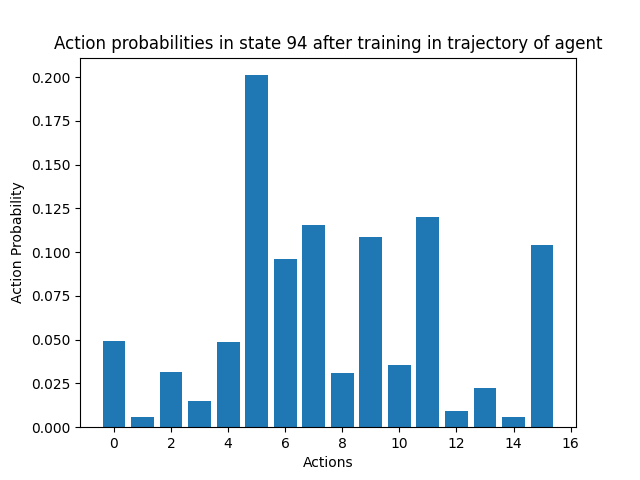 Action probabilities in state 94 after training in trajectory of agent
0.200
0.175
0.150
0.125
0.100
0.075
0.050
0.025
0.000
Action Probability
0 2 4 6 8 10 12 14 16
Actions